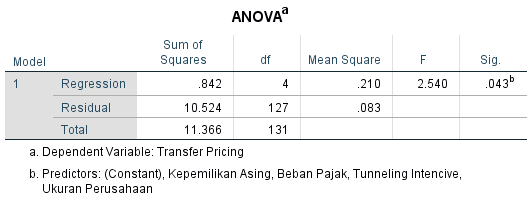 ANOVAa
Model Sum of Squares df Mean Square F Sig.
1 Regression .842 4 .210 2.540 .043b
Residual 10.524 127 .083
Total 11.366 131
a. Dependent Variable: Transfer Pricing
b. Predictors: (Constant), Kepemilikan Asing, Beban Pajak, Tunneling Intencive,
Ukuran Perusahaan